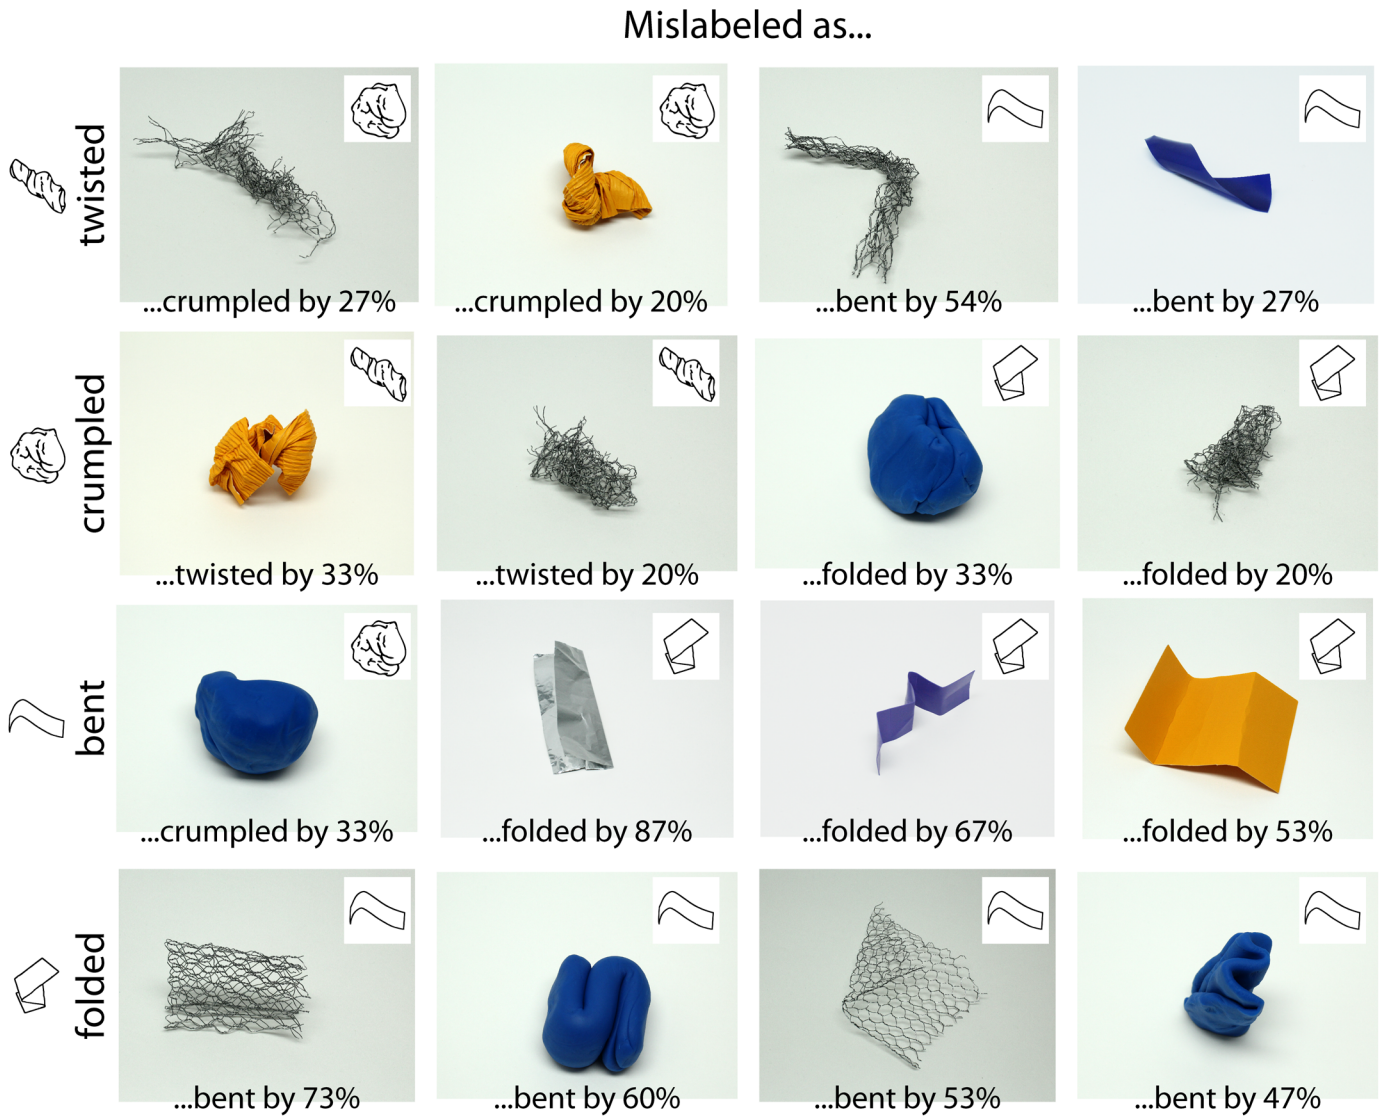 Mislabeled as...
twisted
...crumpled by 27%
...crumpled by 20%
...bent by 54%
...bent by 27%
crumpled
...twisted by 33%
...twisted by 20%
...folded by 33%
...folded by 20%
bent
...crumpled by 33%
...folded by 87%
...folded by 67%
...folded by 53%
folded
...bent by 73%
...bent by 60%
...bent by 53%
...bent by 47%